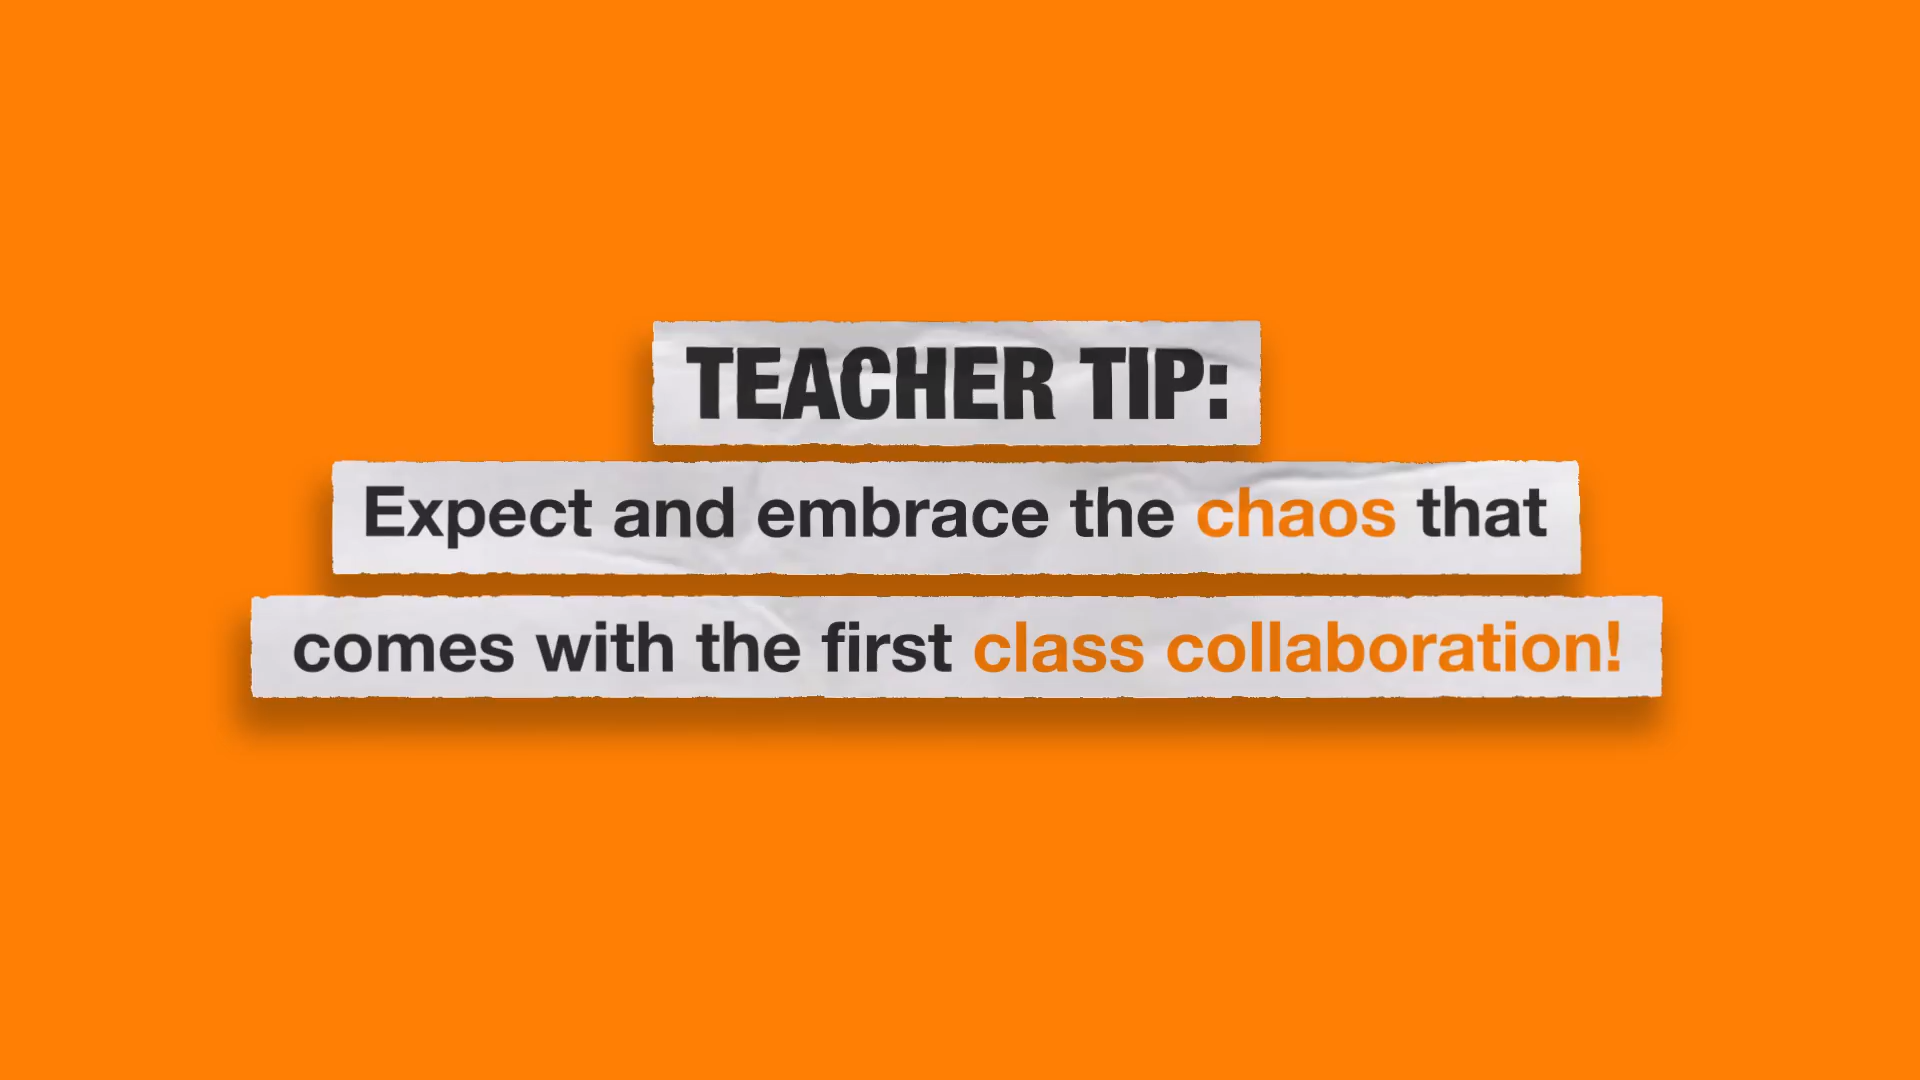 TEACHER TIP:
Expect and embrace the chaos that
comes with the first class collaboration!